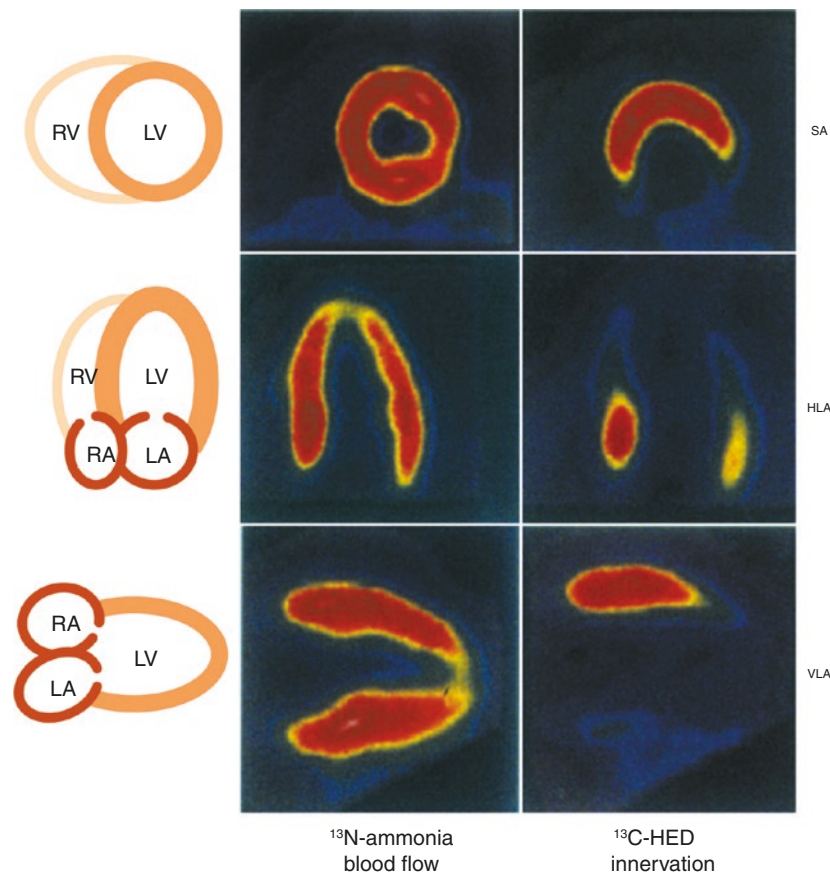 RV LV
SA
RV LV
RA LA
HLA
RA
LV
LA
VLA
¹³N-ammonia
blood flow
¹³C-HED
innervation